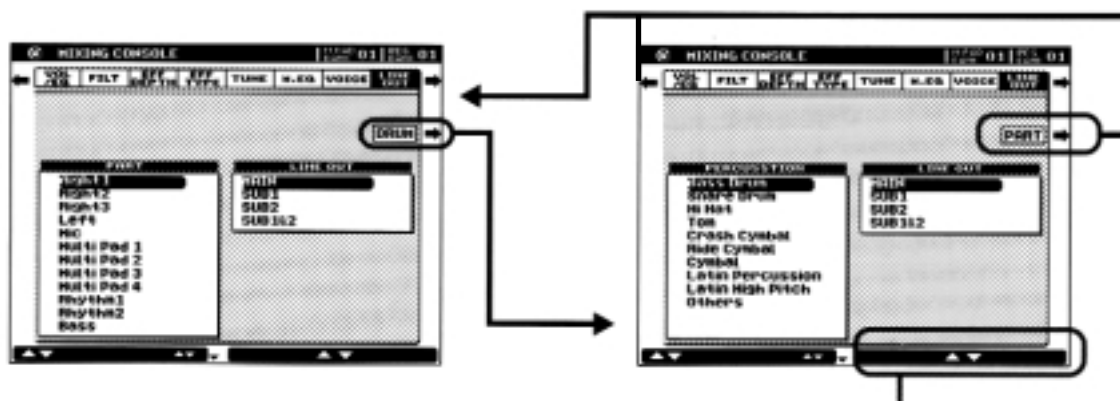 MIXING CONSOLE
01 01
VOL FILT EFF DEPTH EFF TYPE TUNE M.EQ VOICE LINE OUT
DRUM
PART
Right1
Right2
Right3
Left
Mic
Multi Pad 1
Multi Pad 2
Multi Pad 3
Multi Pad 4
Rhythm1
Rhythm2
Bass
LINE OUT
MAIN
SUB1
SUB2
SUB1&2
MIXING CONSOLE
01 01
VOL FILT EFF DEPTH EFF TYPE TUNE M.EQ VOICE LINE OUT
PART
PERCUSSION
Bass Drum
Snare Drum
Hi Hat
Tom
Crash Cymbal
Ride Cymbal
Cymbal
Latin Percussion
Latin High Pitch
Others
LINE OUT
MAIN
SUB1
SUB2
SUB1&2